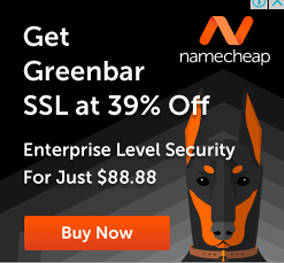 Get
namecheap
Greenbar
SSL at 39% Off
Enterprise Level Security
For Just $88.88
Buy Now